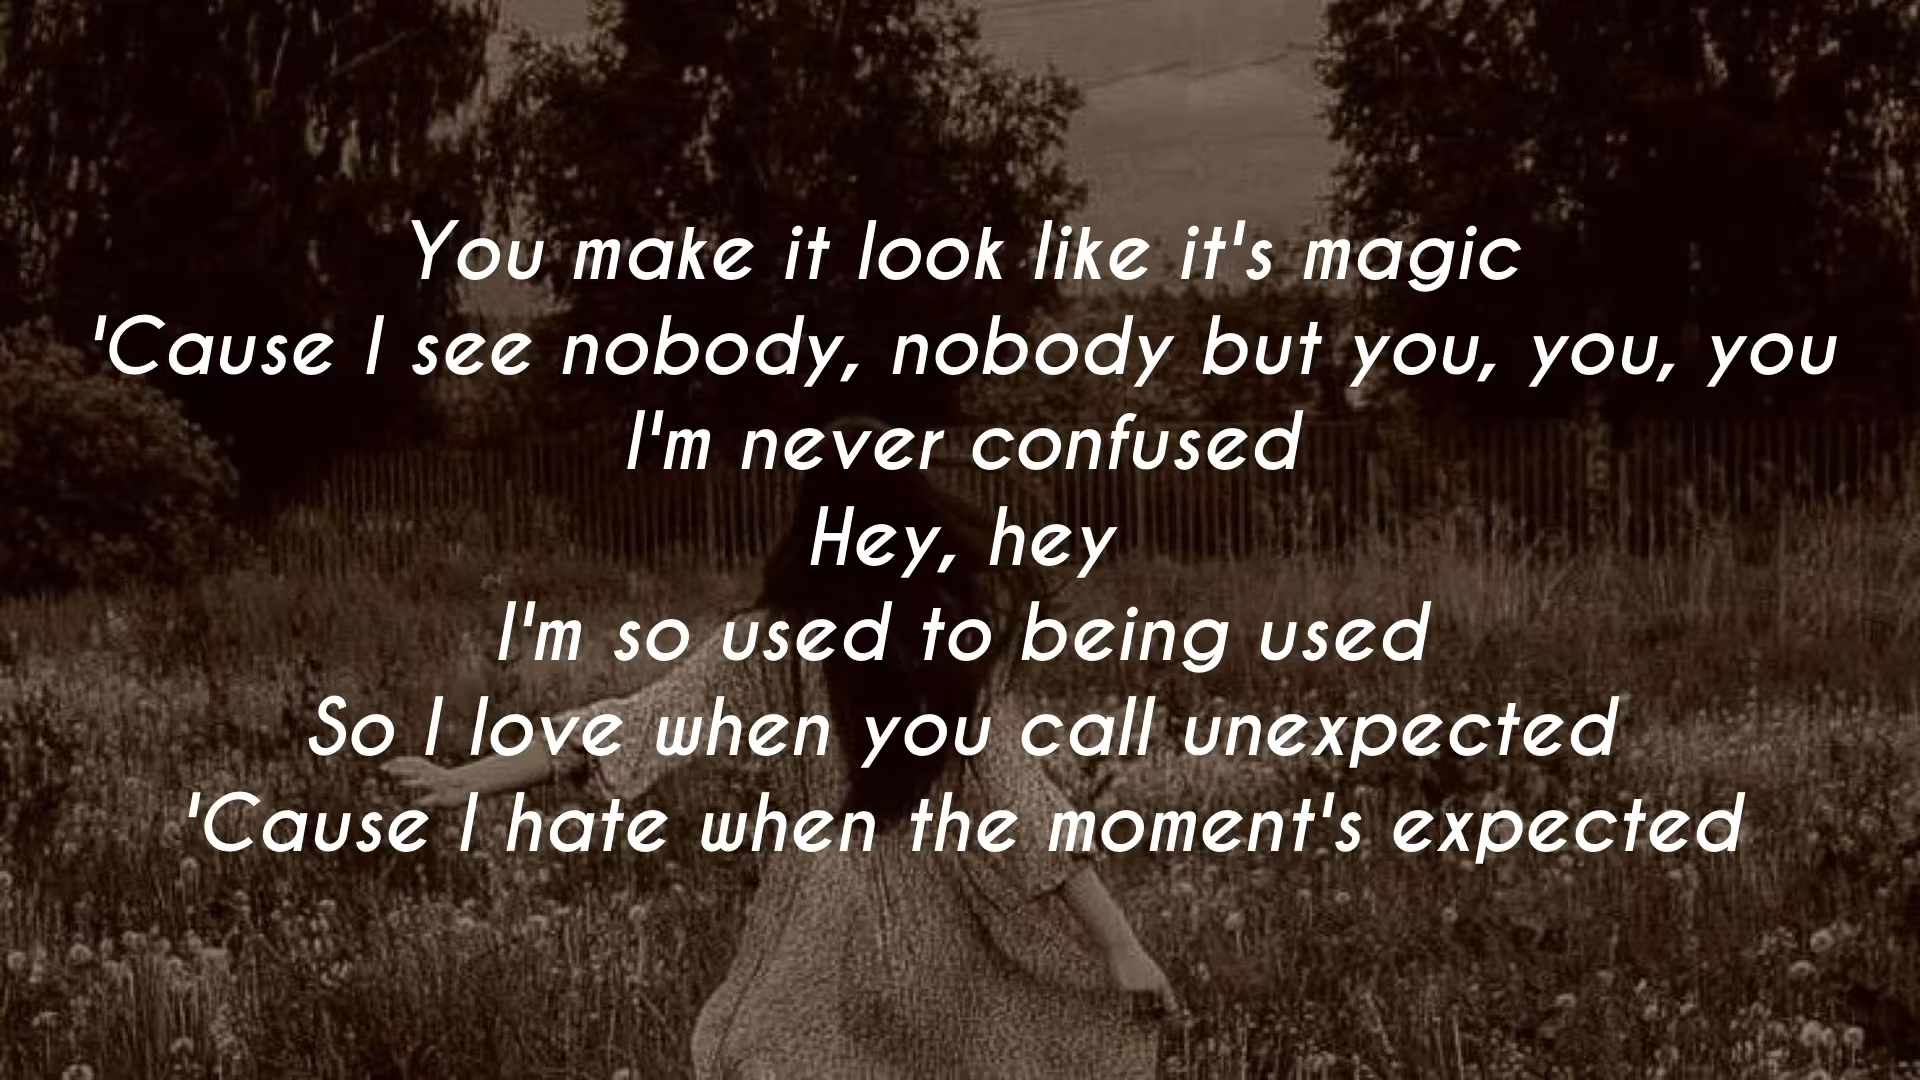 You make it look like it's magic
'Cause I see nobody, nobody but you, you, you
I'm never confused
Hey, hey
I'm so used to being used
So I love when you call unexpected
'Cause I hate when the moment's expected